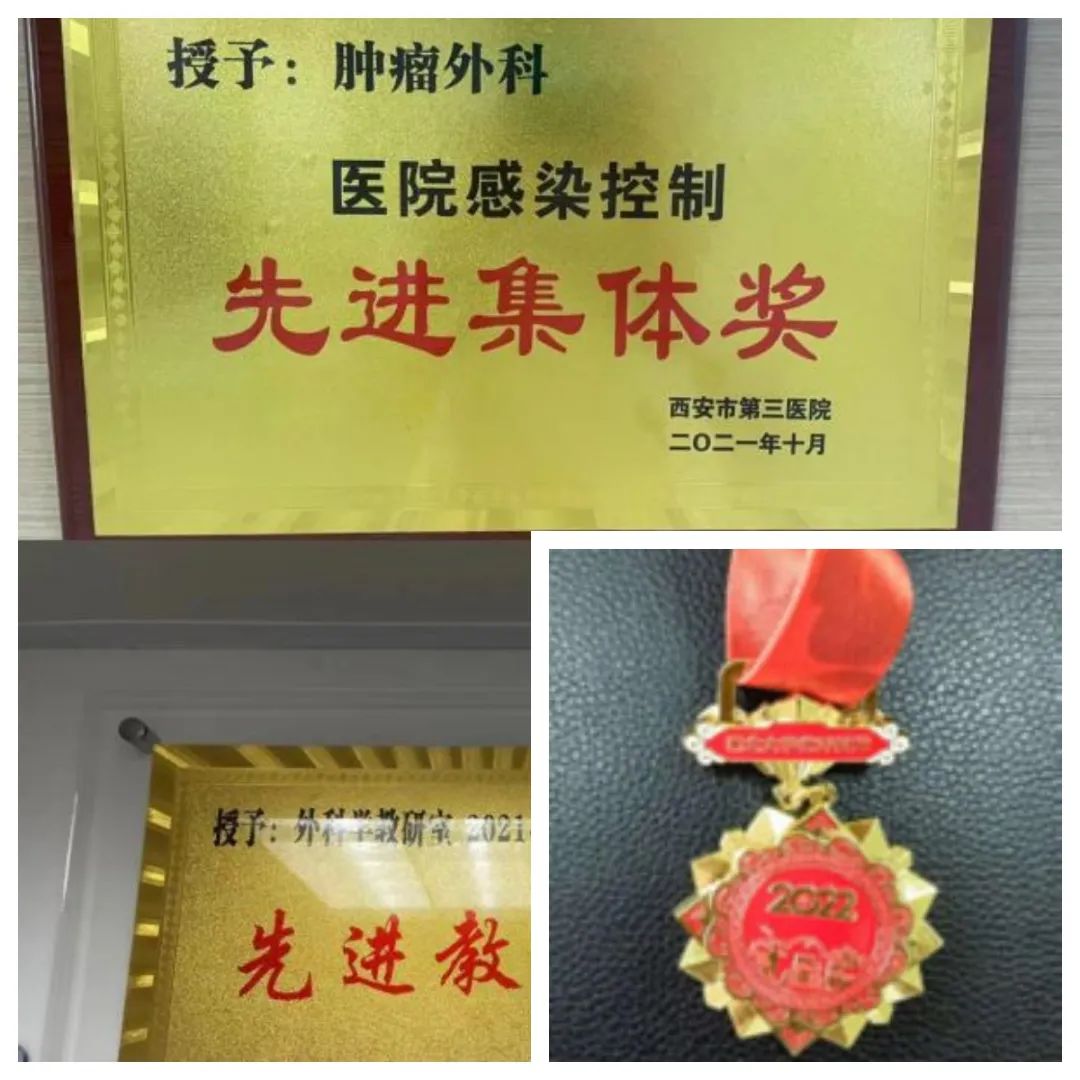 授予：肿瘤外科
医院感染控制
先进集体奖
西安市第三医院
二〇二一年十月
授予：外科学教研室 2021
先进教
2022